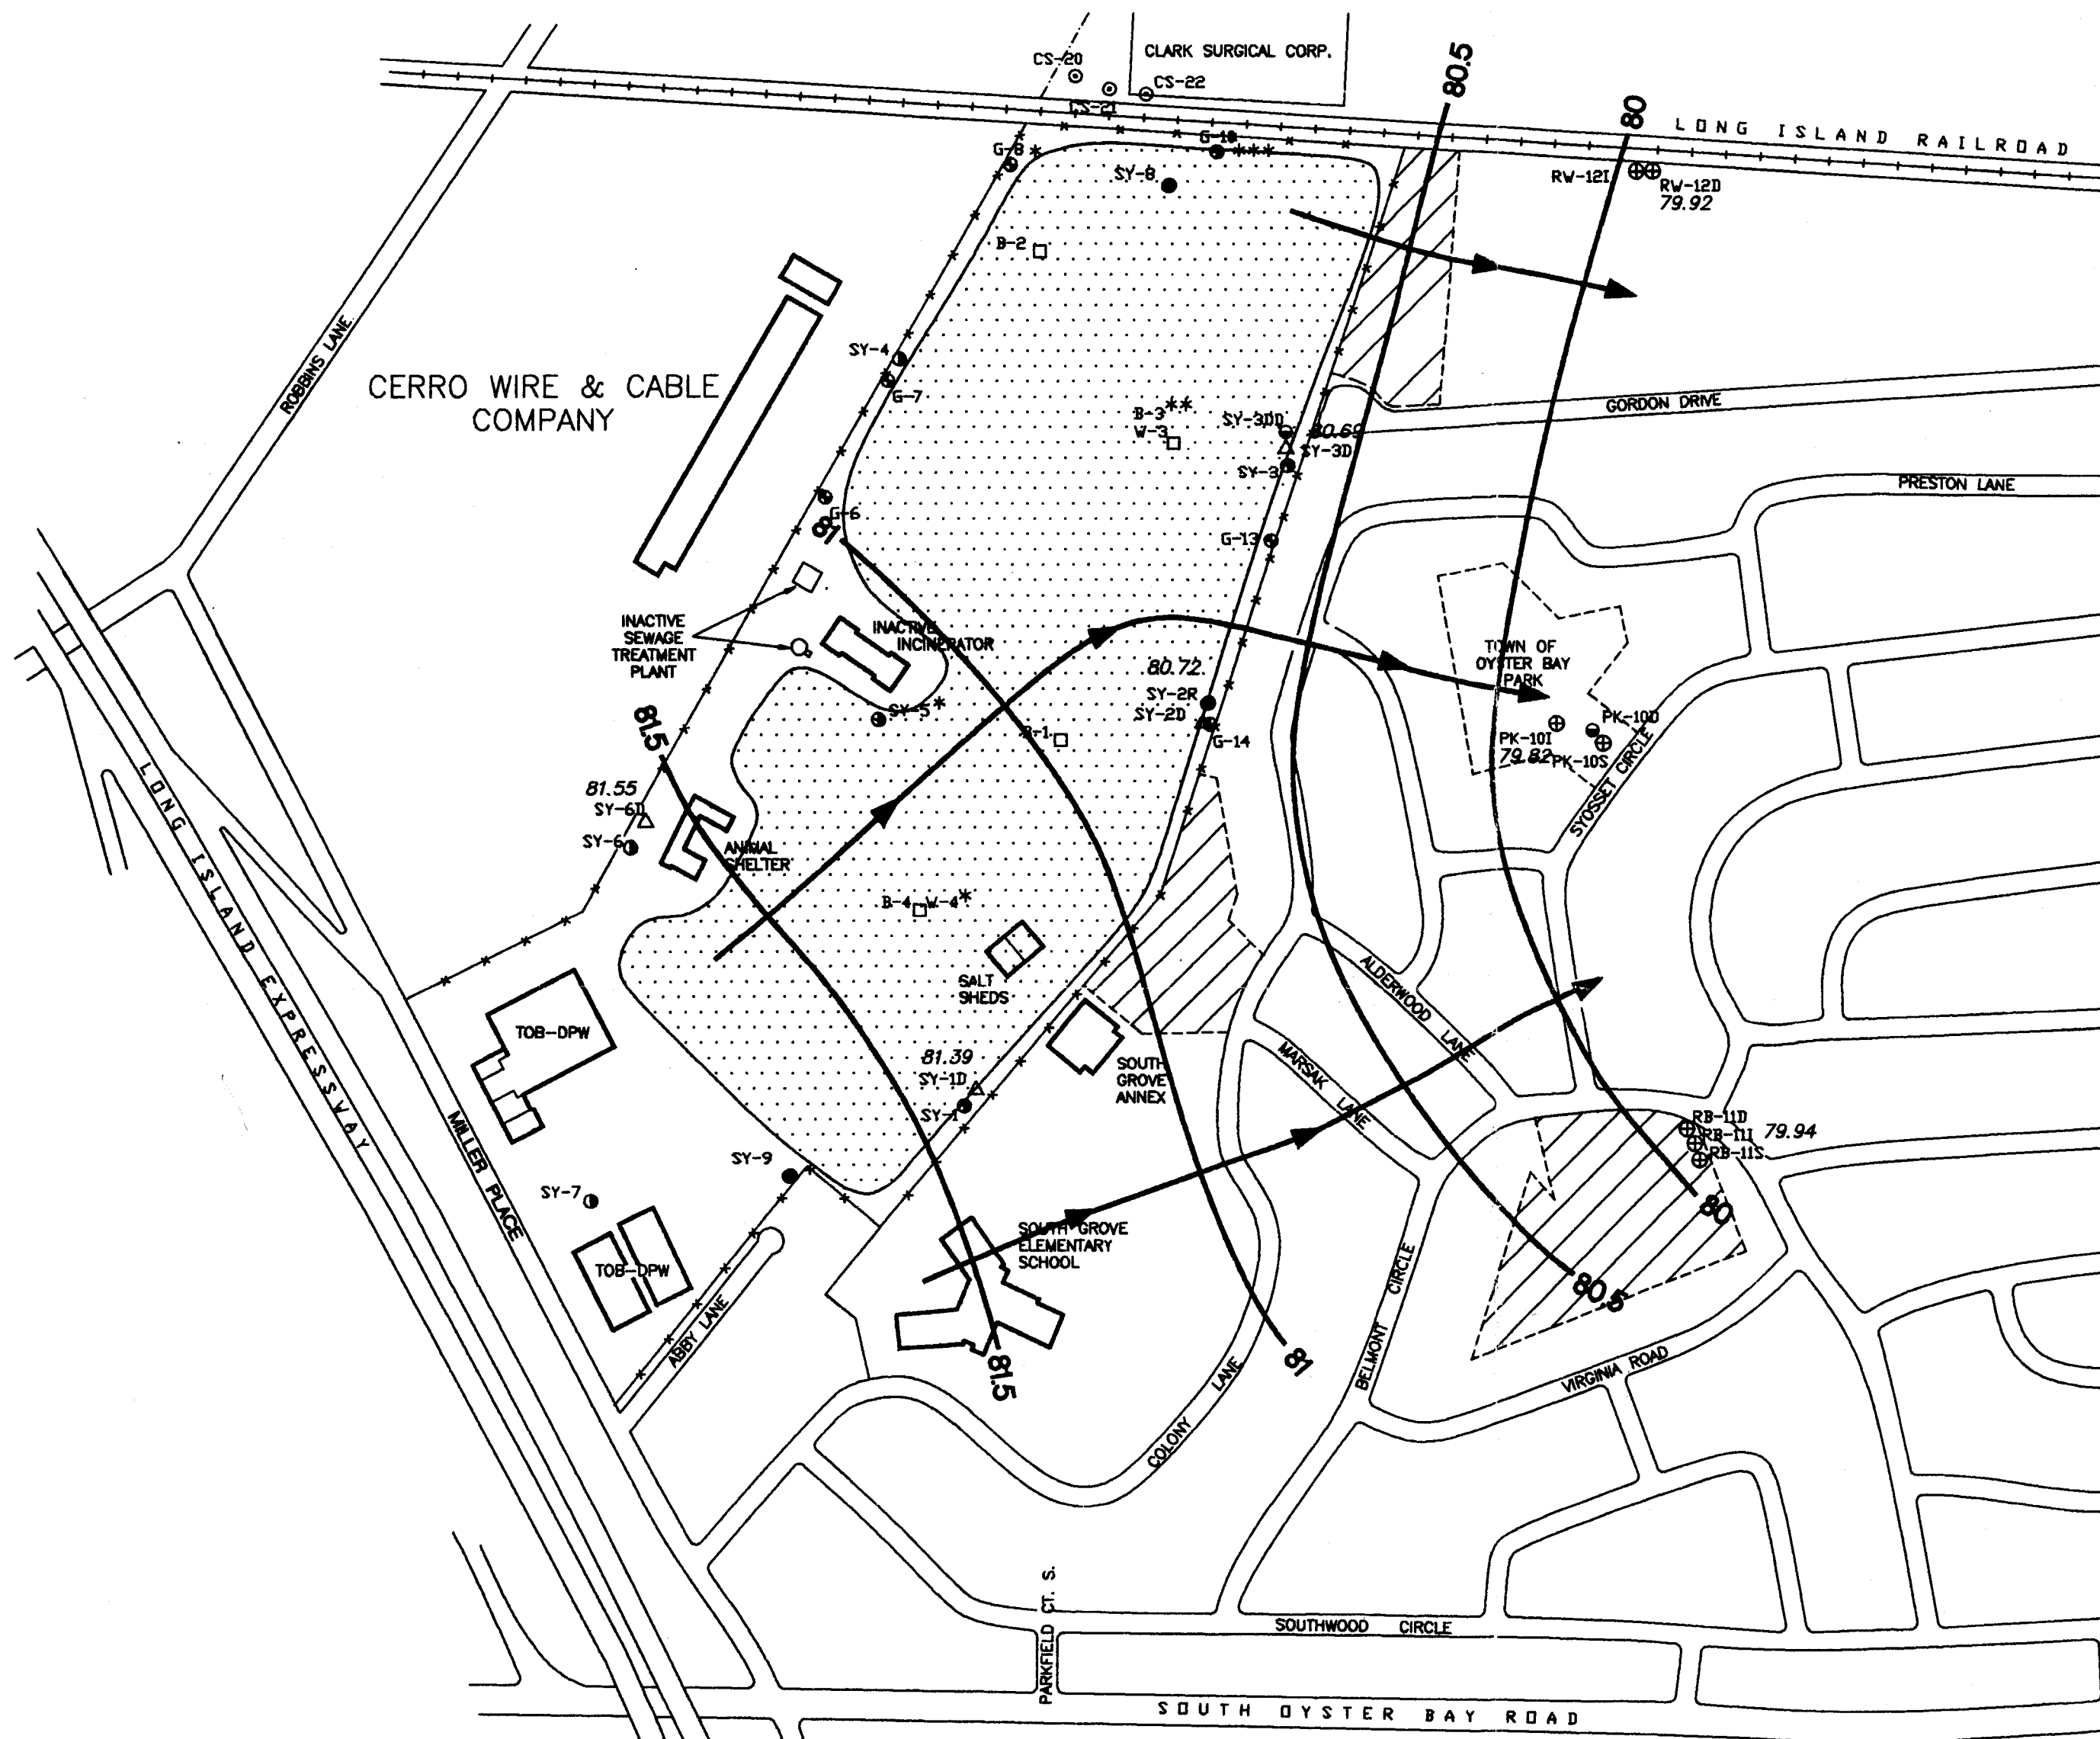 80.5
CLARK SURGICAL CORP.
CS-20
CS-22
CS-21
80
LONG ISLAND RAILROAD
G-8 *
***
SY-8
RW-12I
RW-12D
79.92
B-2
ROBBINS LANE
SY-4
G-7
CERRO WIRE & CABLE
COMPANY
B-3**
W-3
SY-3DD
80.69
SY-3D
SY-3
GORDON DRIVE
PRESTON LANE
G-6
81
G-13
INACTIVE
SEWAGE
TREATMENT
PLANT
INACTIVE
INCINERATOR
TOWN OF
OYSTER BAY
PARK
80.72
SY-2R
SY-2D
G-14
SY-5*
B-1
81.5
PK-10D
PK-10I
79.82
PK-10S
SYOSSET CIRCLE
LONG ISLAND EXPRESSWAY
81.55
SY-6D
SY-6
ANIMAL
SHELTER
B-4 W-4*
SALT
SHEDS
ALDERWOOD LANE
TOB-DPW
81.39
SY-1D
SY-1
SOUTH
GROVE
ANNEX
MARSAK LANE
RB-11D
RB-11I 79.94
RB-11S
MILLER PLACE
SY-9
SY-7
80
SOUTH GROVE
ELEMENTARY
SCHOOL
TOB-DPW
80.5
ABBY LANE
81.5
81
COLONY LANE
BELMONT CIRCLE
VIRGINIA ROAD
PARKFIELD CT. S.
SOUTHWOOD CIRCLE
SOUTH OYSTER BAY ROAD